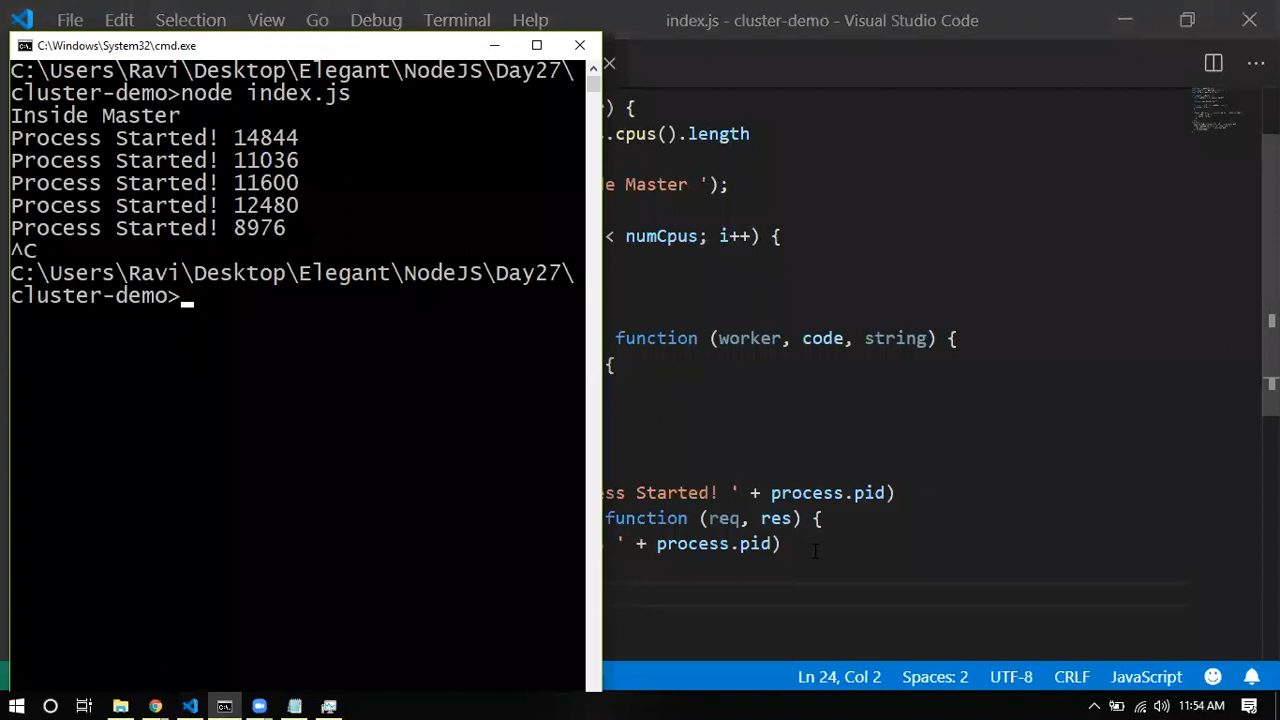 File Edit Selection View Go Debug Terminal Help index.js - cluster-demo - Visual Studio Code
C:\Windows\System32\cmd.exe
C:\Users\Ravi\Desktop\Elegant\NodeJS\Day27\
cluster-demo>node index.js
Inside Master
Process Started! 14844
Process Started! 11036
Process Started! 11600
Process Started! 12480
Process Started! 8976
^C
C:\Users\Ravi\Desktop\Elegant\NodeJS\Day27\
cluster-demo>
r) {
s.cpus().length
de Master ');
< numCpus; i++) {
function (worker, code, string) {
{
ess Started! ' + process.pid)
function (req, res) {
' + process.pid)
Ln 24, Col 2 Spaces: 2 UTF-8 CRLF JavaScript
11:54 AM